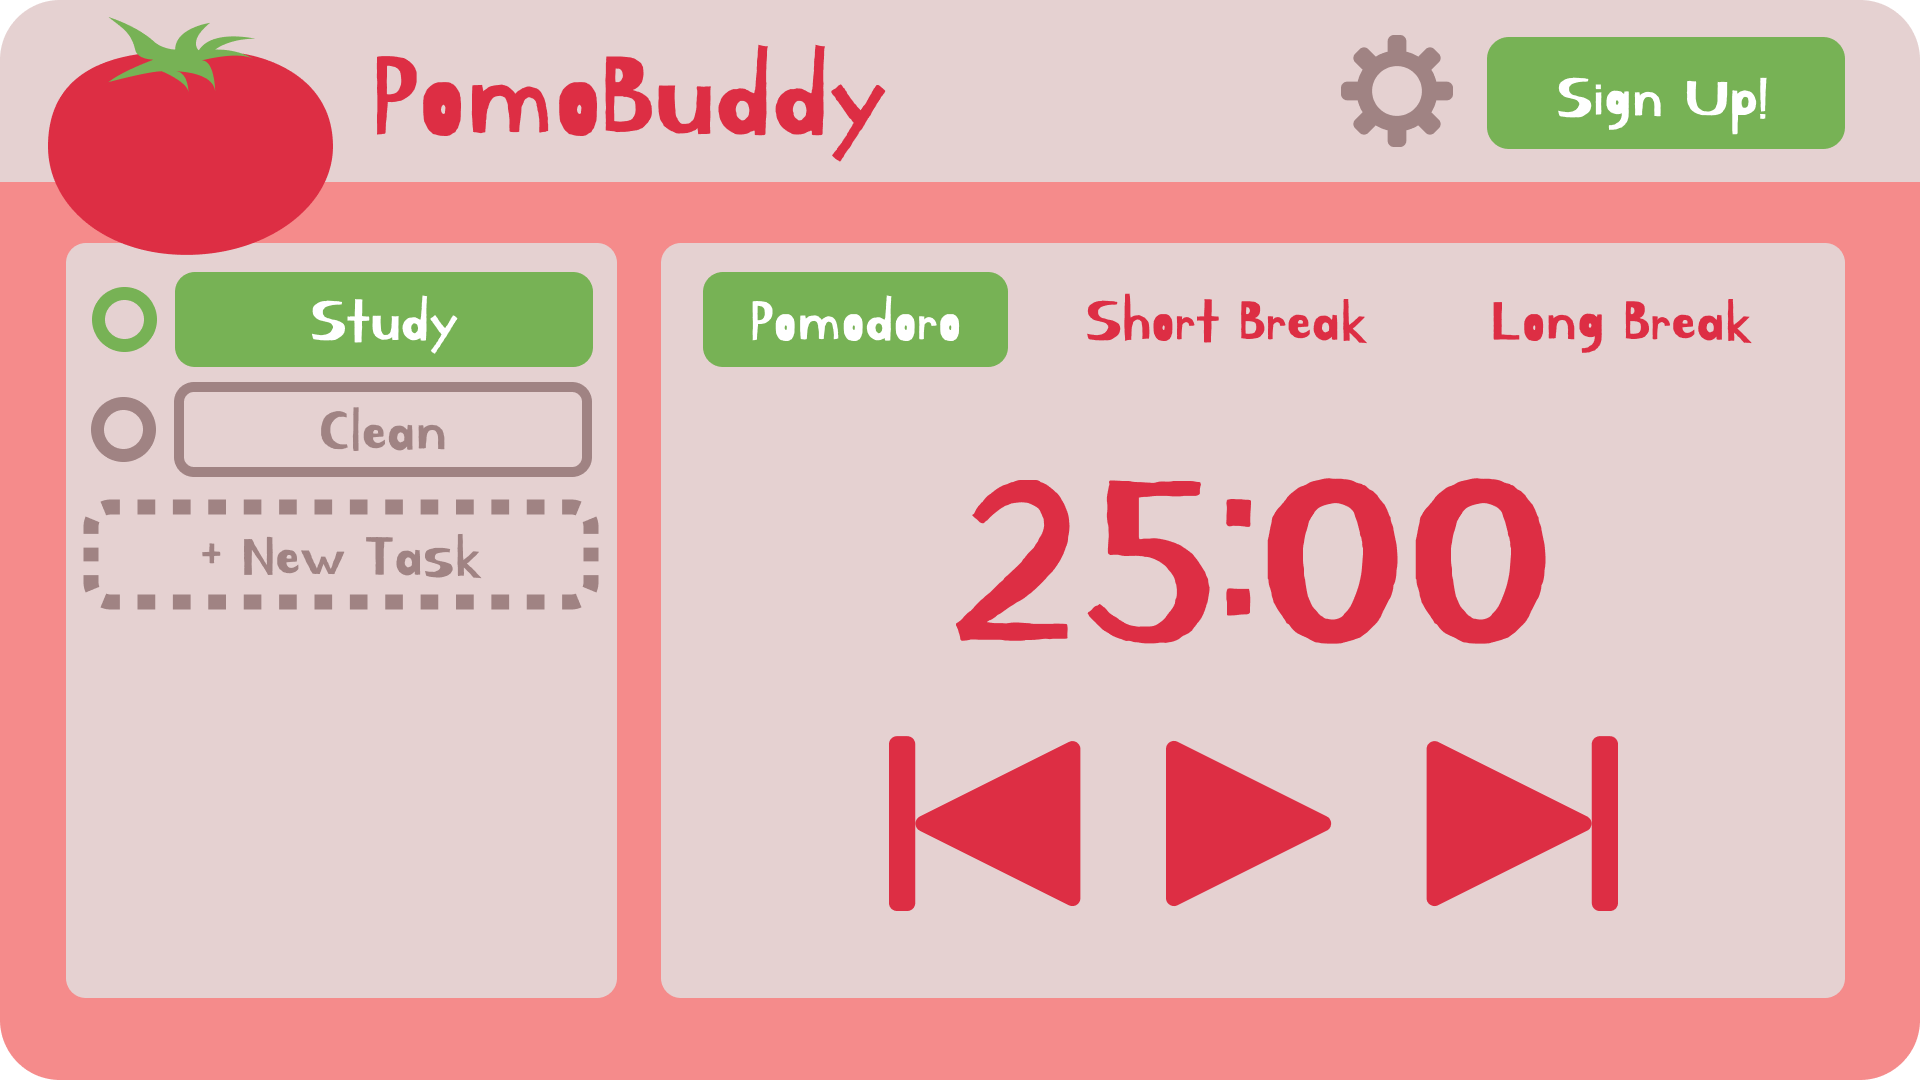 PomoBuddy
Sign Up!
Study
Clean
+ New Task
Pomodoro
Short Break
Long Break
25:00